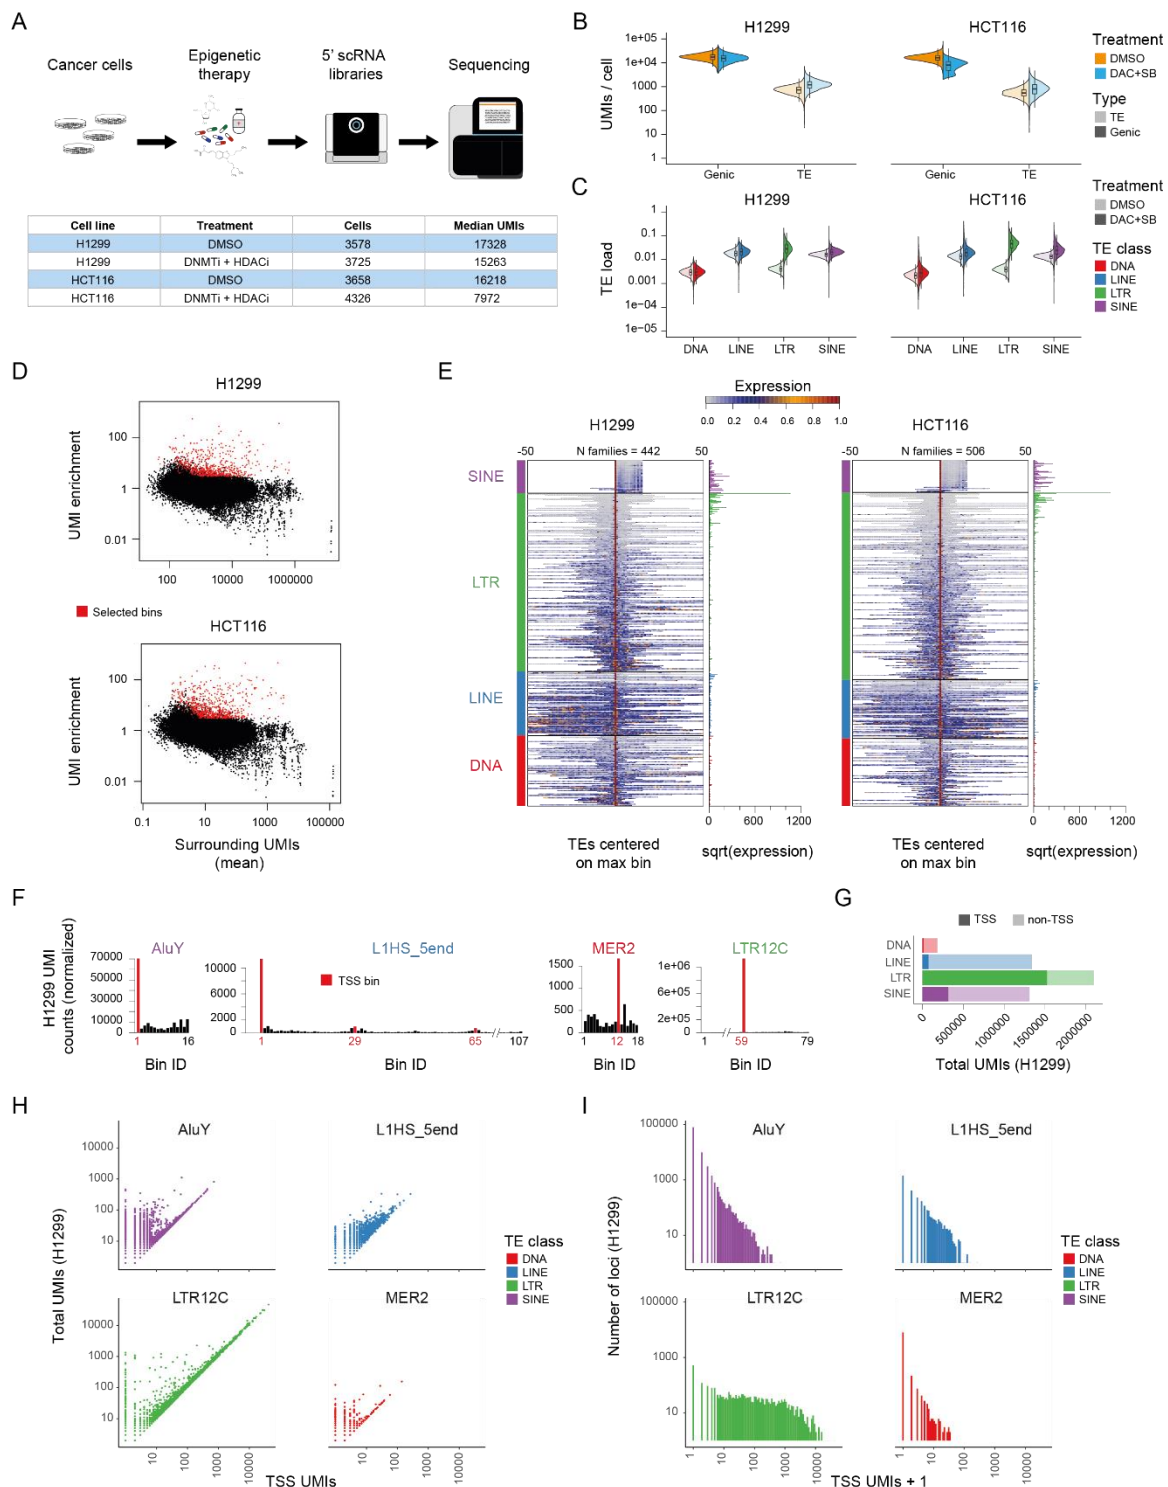 A
Cancer cells
Epigenetic
therapy
5' scRNA
libraries
Sequencing
Cell line Treatment Cells Median UMIs
H1299 DMSO 3578 17328
H1299 DNMTi + HDACi 3725 15263
HCT116 DMSO 3658 16218
HCT116 DNMTi + HDACi 4326 7972
B
H1299 HCT116
UMIs / cell
1e+05
1e+04
1000
100
10
1
Genic TE Genic TE
Treatment
DMSO
DAC+SB
Type
TE
Genic
C
H1299 HCT116
TE load
1
0.1
0.01
0.001
1e−04
1e−05
DNA LINE LTR SINE DNA LINE LTR SINE
Treatment
DMSO
DAC+SB
TE class
DNA
LINE
LTR
SINE
D
H1299
UMI enrichment
100
1
0.01
100 10000 1000000
Selected bins
HCT116
UMI enrichment
100
1
0.01
0.1 10 1000 100000
Surrounding UMIs
(mean)
E
Expression
0.0 0.2 0.4 0.6 0.8 1.0
H1299 HCT116
-50 N families = 442 50 -50 N families = 506 50
SINE
LTR
LINE
DNA
0 600 1200 0 600 1200
TEs centered
on max bin
sqrt(expression)
TEs centered
on max bin
sqrt(expression)
F
H1299 UMI
counts (normalized)
AluY
70000
60000
50000
40000
30000
20000
10000
0
1 16
Bin ID
L1HS_5end
TSS bin
10000
6000
2000
0
1 29 65 107
Bin ID
MER2
1500
1000
500
0
1 12 18
Bin ID
LTR12C
1e+06
6e+05
2e+05
0
1 59 79
Bin ID
G
TSS non-TSS
DNA
LINE
LTR
SINE
0 500000 1000000 1500000 2000000
Total UMIs (H1299)
H
Total UMIs (H1299)
AluY L1HS_5end
10000
1000
100
10
LTR12C MER2
10000
1000
100
10
10 100 1000 10000 10 100 1000 10000
TSS UMIs
TE class
DNA
LINE
LTR
SINE
I
Number of loci (H1299)
100000
AluY L1HS_5end
1000
10
100000
LTR12C MER2
1000
10
1 10 100 1000 10000 1 10 100 1000 10000
TSS UMIs + 1
TE class
DNA
LINE
LTR
SINE